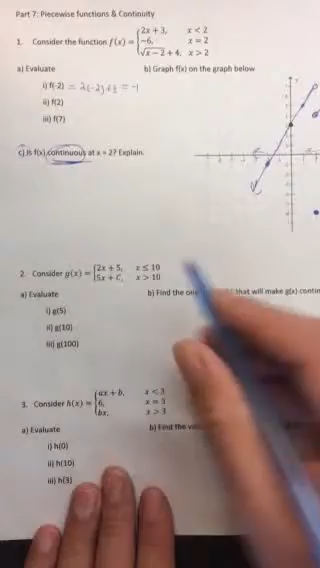 Part 7: Piecewise functions & Continuity
1. Consider the function f(x) = {2x + 3, x < 2
−6, x = 2
√x − 2 + 4, x > 2
a) Evaluate b) Graph f(x) on the graph below
i) f(-2) = 2(-2)+3 = -1
ii) f(2)
iii) f(7)
c) Is f(x) continuous at x = 2? Explain.
2. Consider g(x) = {2x + 5, x ≤ 10
5x + C, x > 10
a) Evaluate b) Find the that will make g(x)
i) g(5)
ii) g(10)
iii) g(100)
3. Consider h(x) = {ax + b, x < 3
6, x = 3
bx, x > 3
a) Evaluate b) Find the
i) h(0)
ii) h(10)
iii) h(3)